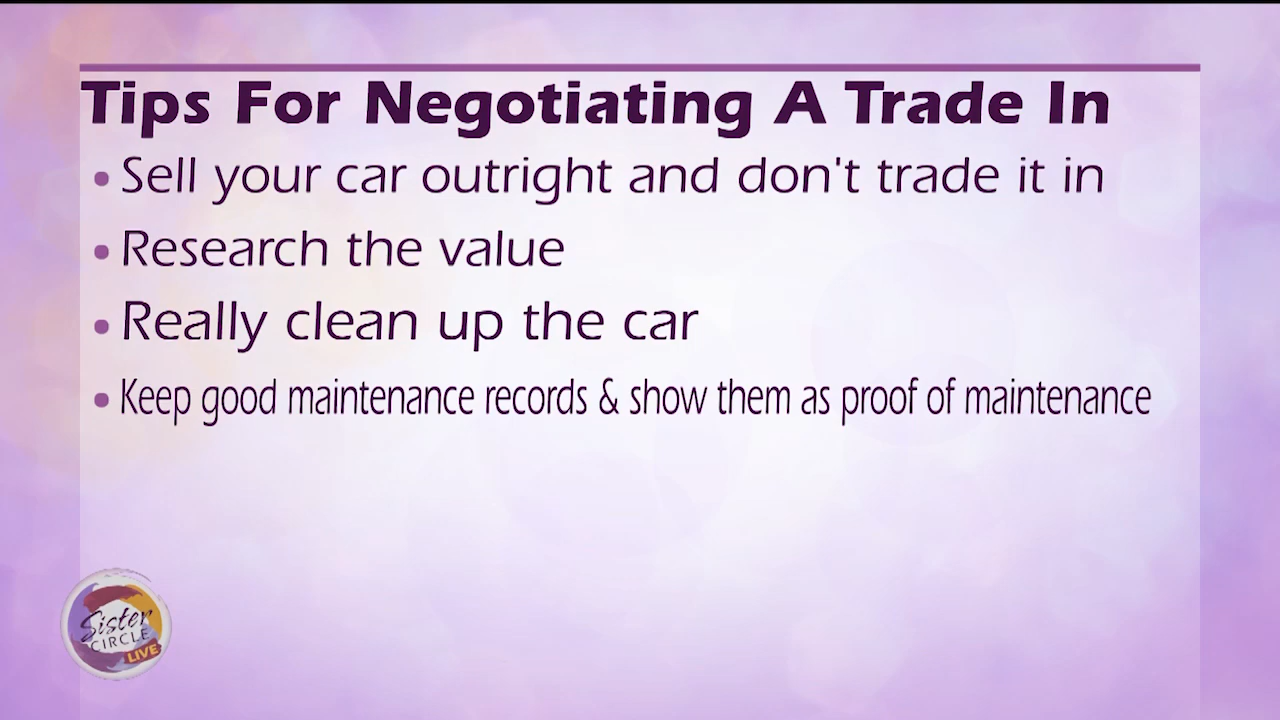 Tips For Negotiating A Trade In
• Sell your car outright and don't trade it in
• Research the value
• Really clean up the car
• Keep good maintenance records & show them as proof of maintenance
Sister
CIRCLE
LIVE